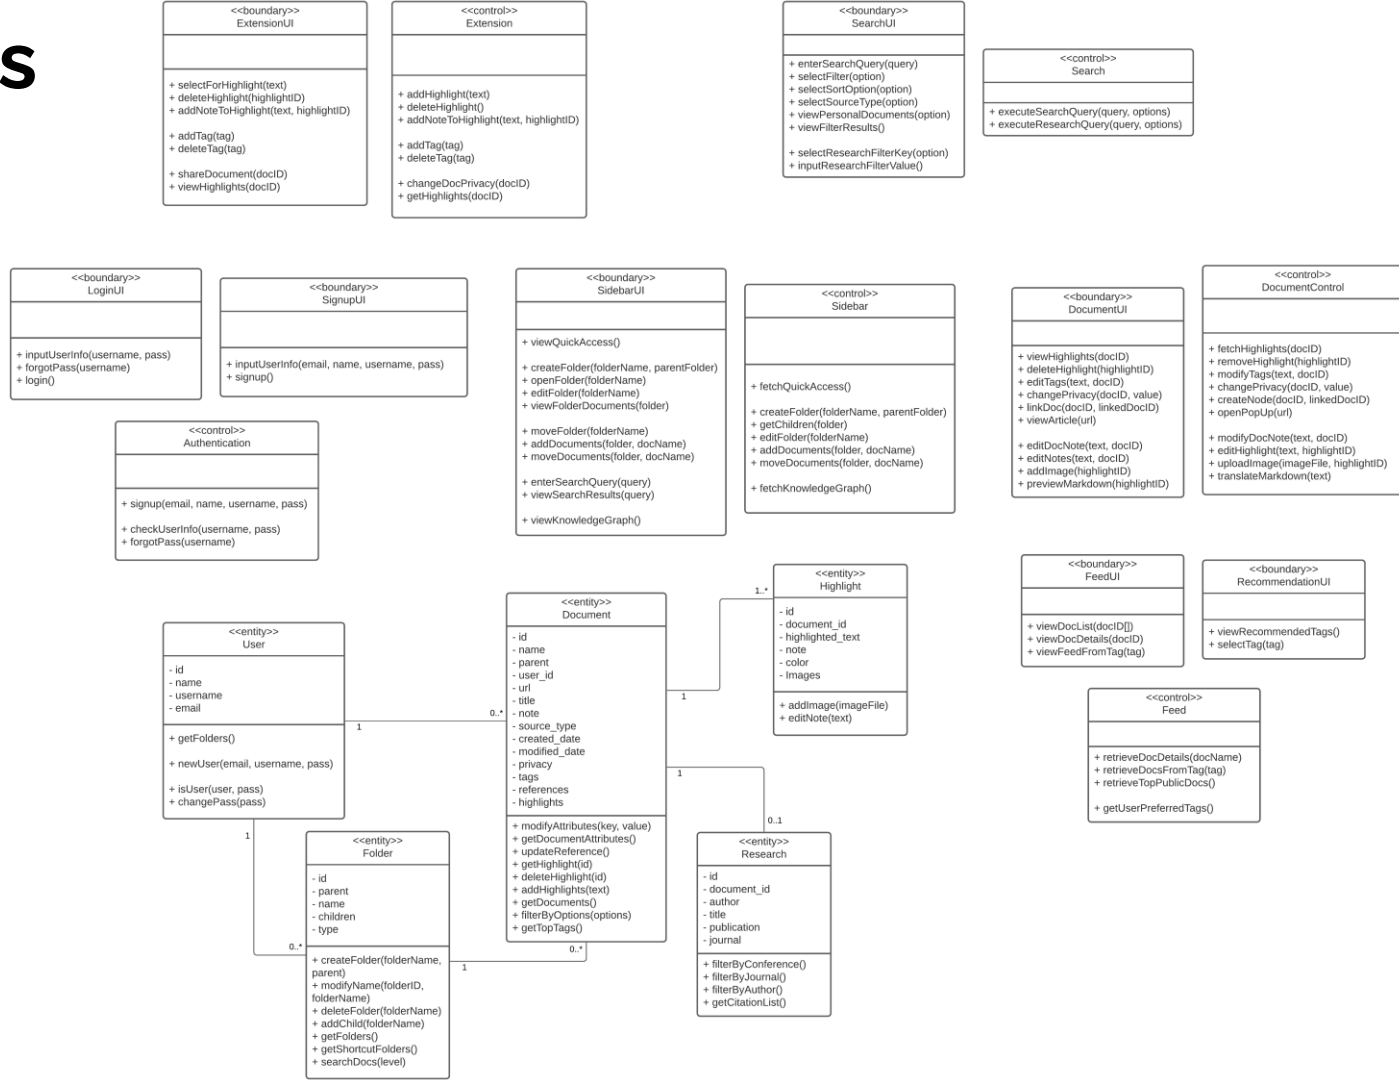 s
<<boundary>>
ExtensionUI
+ selectForHighlight(text)
+ deleteHighlight(highlightID)
+ addNoteToHighlight(text, highlightID)
+ addTag(tag)
+ deleteTag(tag)
+ shareDocument(docID)
+ viewHighlights(docID)
<<control>>
Extension
+ addHighlight(text)
+ deleteHighlight()
+ addNoteToHighlight(text, highlightID)
+ addTag(tag)
+ deleteTag(tag)
+ changeDocPrivacy(docID)
+ getHighlights(docID)
<<boundary>>
SearchUI
+ enterSearchQuery(query)
+ selectFilter(option)
+ selectSortOption(option)
+ selectSourceType(option)
+ viewPersonalDocuments(option)
+ viewFilterResults()
+ selectResearchFilterKey(option)
+ inputResearchFilterValue()
<<control>>
Search
+ executeSearchQuery(query, options)
+ executeResearchQuery(query, options)
<<boundary>>
LoginUI
+ inputUserInfo(username, pass)
+ forgotPass(username)
+ login()
<<boundary>>
SignupUI
+ inputUserInfo(email, name, username, pass)
+ signup()
<<control>>
Authentication
+ signup(email, name, username, pass)
+ checkUserInfo(username, pass)
+ forgotPass(username)
<<boundary>>
SidebarUI
+ viewQuickAccess()
+ createFolder(folderName, parentFolder)
+ openFolder(folderName)
+ editFolder(folderName)
+ viewFolderDocuments(folder)
+ moveFolder(folderName)
+ addDocuments(folder, docName)
+ moveDocuments(folder, docName)
+ enterSearchQuery(query)
+ viewSearchResults(query)
+ viewKnowledgeGraph()
<<control>>
Sidebar
+ fetchQuickAccess()
+ createFolder(folderName, parentFolder)
+ getChildren(folder)
+ editFolder(folderName)
+ addDocuments(folder, docName)
+ moveDocuments(folder, docName)
+ fetchKnowledgeGraph()
<<boundary>>
DocumentUI
+ viewHighlights(docID)
+ deleteHighlight(highlightID)
+ editTags(text, docID)
+ changePrivacy(docID, value)
+ linkDoc(docID, linkedDocID)
+ viewArticle(url)
+ editDocNote(text, docID)
+ editNotes(text, docID)
+ addImage(highlightID)
+ previewMarkdown(highlightID)
<<control>>
DocumentControl
+ fetchHighlights(docID)
+ removeHighlight(highlightID)
+ modifyTags(text, docID)
+ changePrivacy(docID, value)
+ createNode(docID, linkedDocID)
+ openPopUp(url)
+ modifyDocNote(text, docID)
+ editHighlight(text, highlightID)
+ uploadImage(imageFile, highlightID)
+ translateMarkdown(text)
<<boundary>>
FeedUI
+ viewDocList(docID[])
+ viewDocDetails(docID)
+ viewFeedFromTag(tag)
<<boundary>>
RecommendationUI
+ viewRecommendedTags()
+ selectTag(tag)
<<control>>
Feed
+ retrieveDocDetails(docName)
+ retrieveDocsFromTag(tag)
+ retrieveTopPublicDocs()
+ getUserPreferredTags()
<<entity>>
User
- id
- name
- username
- email
+ getFolders()
+ newUser(email, username, pass)
+ isUser(user, pass)
+ changePass(pass)
1
0..*
1
0..*
<<entity>>
Folder
- id
- parent
- name
- children
- type
+ createFolder(folderName,
parent)
+ modifyName(folderID,
folderName)
+ deleteFolder(folderName)
+ addChild(folderName)
+ getFolders()
+ getShortcutFolders()
+ searchDocs(level)
1
0..*
<<entity>>
Document
- id
- name
- parent
- user_id
- url
- title
- note
- source_type
- created_date
- modified_date
- privacy
- tags
- references
- highlights
+ modifyAttributes(key, value)
+ getDocumentAttributes()
+ updateReference()
+ getHighlight(id)
+ deleteHighlight(id)
+ addHighlights(text)
+ getDocuments()
+ filterByOptions(options)
+ getTopTags()
1
1..*
<<entity>>
Highlight
- id
- document_id
- highlighted_text
- note
- color
- Images
+ addImage(imageFile)
+ editNote(text)
1
0..1
<<entity>>
Research
- id
- document_id
- author
- title
- publication
- journal
+ filterByConference()
+ filterByJournal()
+ filterByAuthor()
+ getCitationList()